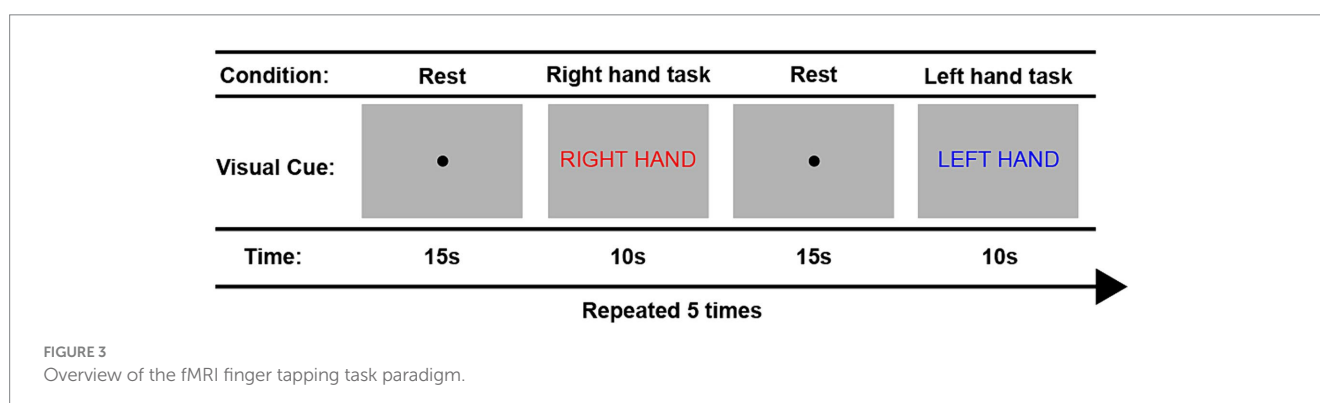 Condition: Rest Right hand task Rest Left hand task
Visual Cue: RIGHT HAND LEFT HAND
Time: 15s 10s 15s 10s
Repeated 5 times
FIGURE 3
Overview of the fMRI finger tapping task paradigm.